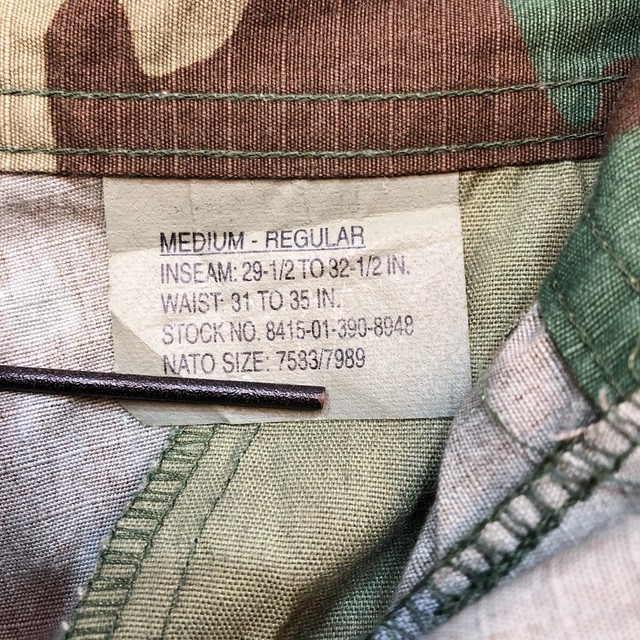 MEDIUM - REGULAR
INSEAM: 29-1/2 TO 32-1/2 IN.
WAIST: 31 TO 35 IN.
STOCK NO. 8415-01-390-8948
NATO SIZE: 7583/7989